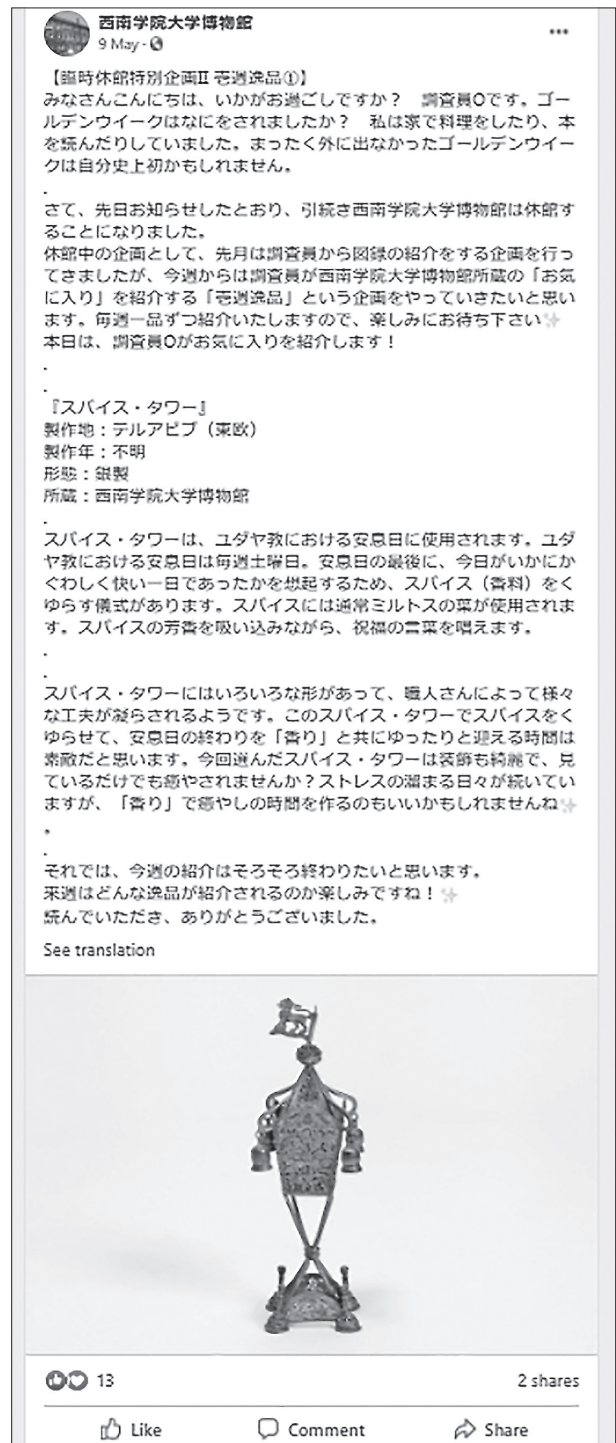 西南学院大学博物館
9 May ·
【臨時休館特別企画Ⅱ 壱週逸品①】
みなさんこんにちは、いかがお過ごしですか？　調査員Oです。ゴー
ルデンウイークはなにをされましたか？　私は家で料理をしたり、本
を読んだりしていました。まったく外に出なかったゴールデンウイー
クは自分史上初かもしれません。
.
さて、先日お知らせしたとおり、引続き西南学院大学博物館は休館す
ることになりました。
休館中の企画として、先月は調査員から図録の紹介をする企画を行っ
てきましたが、今週からは調査員が西南学院大学博物館所蔵の「お気
に入り」を紹介する「壱週逸品」という企画をやっていきたいと思い
ます。毎週一品ずつ紹介いたしますので、楽しみにお待ち下さい✨
本日は、調査員Oがお気に入りを紹介します！
.
.
『スパイス・タワー』
製作地：テルアビブ（東欧）
製作年：不明
形態：銀製
所蔵：西南学院大学博物館
.
スパイス・タワーは、ユダヤ教における安息日に使用されます。ユダ
ヤ教における安息日は毎週土曜日。安息日の最後に、今日がいかにか
ぐわしく快い一日であったかを想起するため、スパイス（香料）をく
ゆらす儀式があります。スパイスには通常ミルトスの葉が使用されま
す。スパイスの芳香を吸い込みながら、祝福の言葉を唱えます。
.
.
スパイス・タワーにはいろいろな形があって、職人さんによって様々
な工夫が凝らされるようです。このスパイス・タワーでスパイスをく
ゆらせて、安息日の終わりを「香り」と共にゆったりと迎える時間は
素敵だと思います。今回選んだスパイス・タワーは装飾も綺麗で、見
ているだけでも癒やされませんか？ストレスの溜まる日々が続いてい
ますが、「香り」で癒やしの時間を作るのもいいかもしれませんね✨
。
.
それでは、今週の紹介はそろそろ終わりたいと思います。
来週はどんな逸品が紹介されるのか楽しみですね！✨
読んでいただき、ありがとうございました。
See translation
13
2 shares
Like
Comment
Share